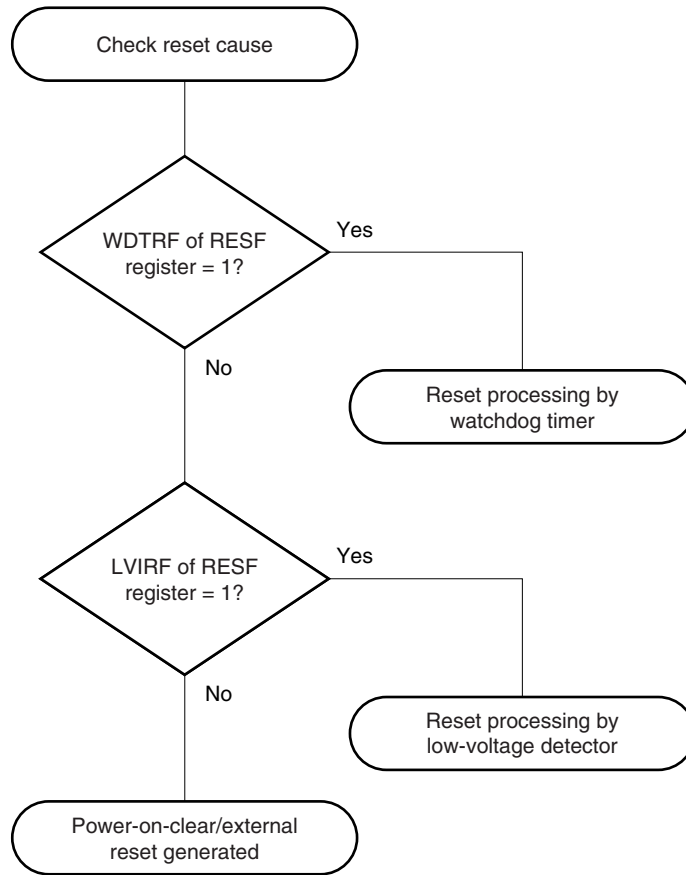 Check reset cause
WDTRF of RESF
register = 1?
Yes
No
Reset processing by
watchdog timer
LVIRF of RESF
register = 1?
Yes
No
Reset processing by
low-voltage detector
Power-on-clear/external
reset generated